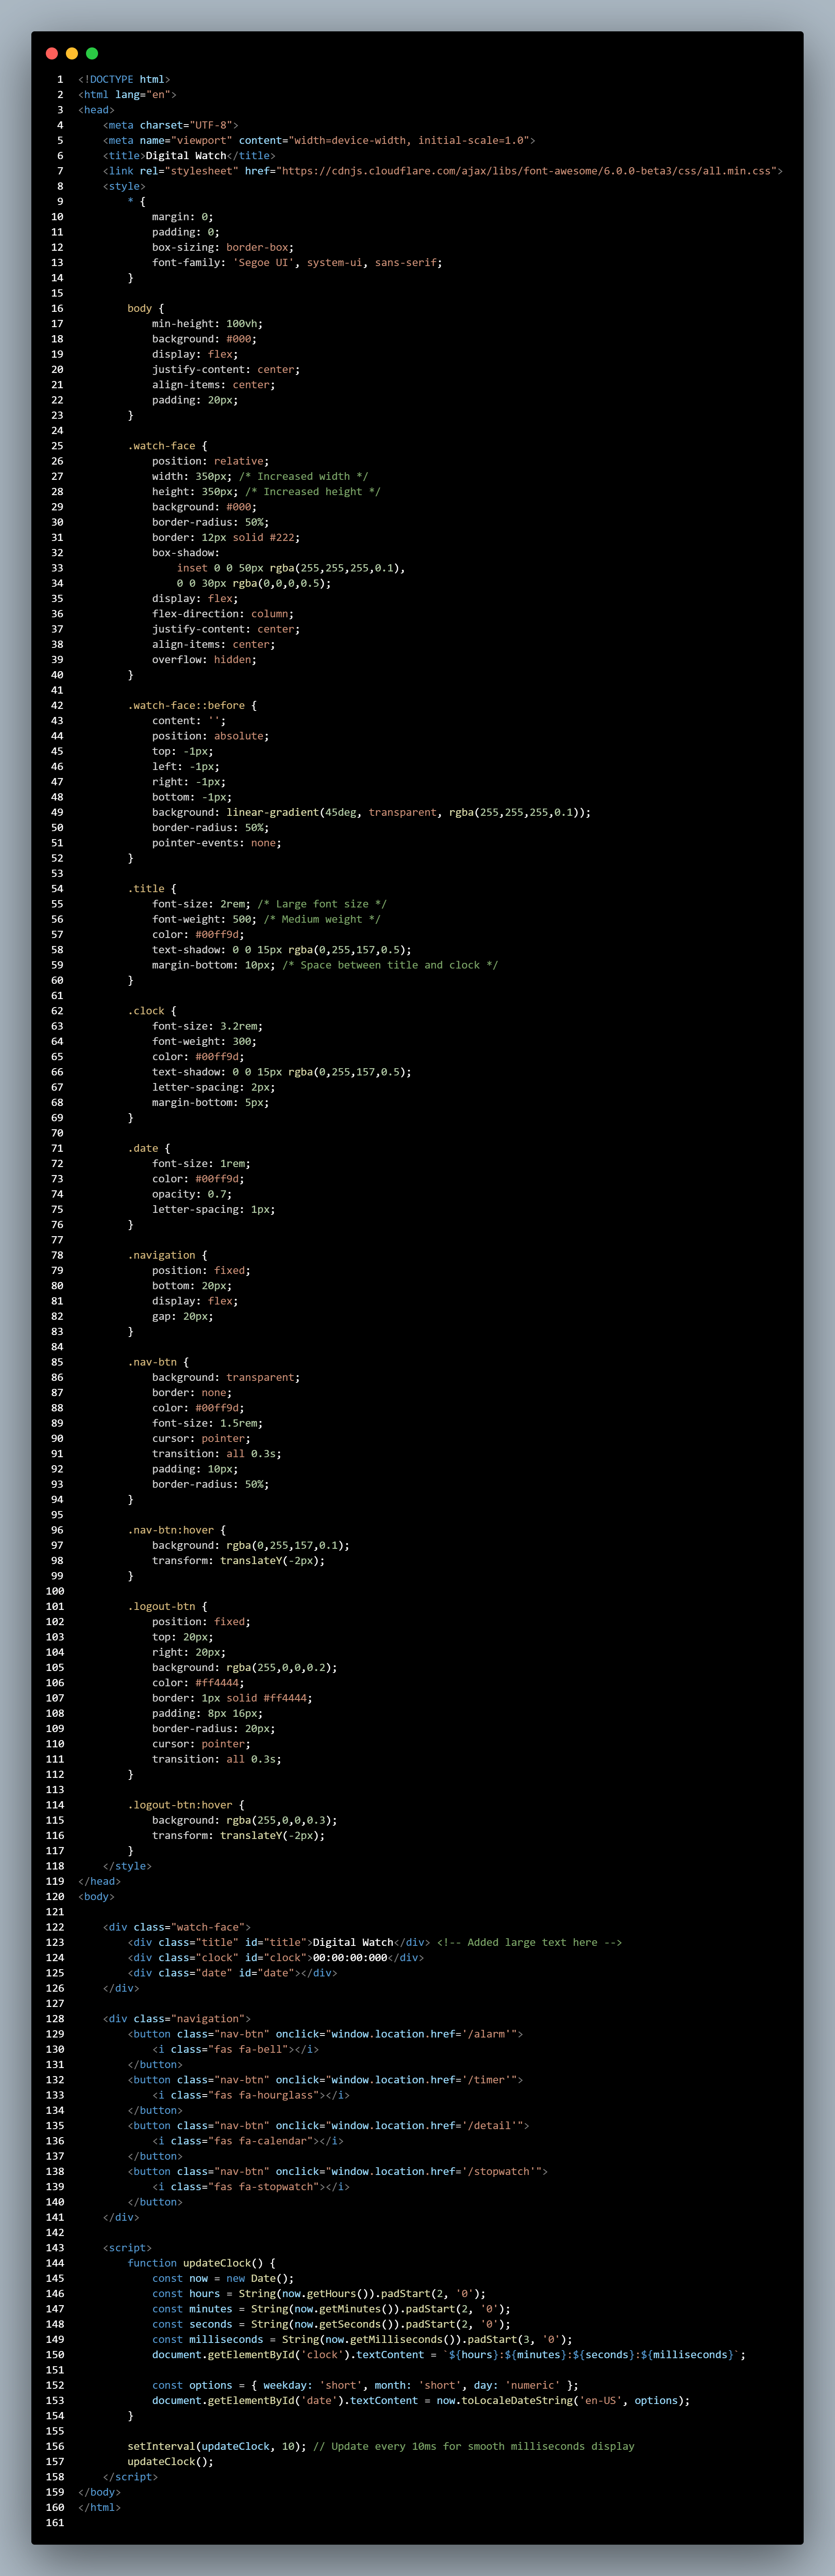 1 <!DOCTYPE html>
2 <html lang="en">
3 <head>
4     <meta charset="UTF-8">
5     <meta name="viewport" content="width=device-width, initial-scale=1.0">
6     <title>Digital Watch</title>
7     <link rel="stylesheet" href="https://cdnjs.cloudflare.com/ajax/libs/font-awesome/6.0.0-beta3/css/all.min.css">
8     <style>
9         * {
10             margin: 0;
11             padding: 0;
12             box-sizing: border-box;
13             font-family: 'Segoe UI', system-ui, sans-serif;
14         }
15
16         body {
17             min-height: 100vh;
18             background: #000;
19             display: flex;
20             justify-content: center;
21             align-items: center;
22             padding: 20px;
23         }
24
25         .watch-face {
26             position: relative;
27             width: 350px; /* Increased width */
28             height: 350px; /* Increased height */
29             background: #000;
30             border-radius: 50%;
31             border: 12px solid #222;
32             box-shadow:
33                 inset 0 0 50px rgba(255,255,255,0.1),
34                 0 0 30px rgba(0,0,0,0.5);
35             display: flex;
36             flex-direction: column;
37             justify-content: center;
38             align-items: center;
39             overflow: hidden;
40         }
41
42         .watch-face::before {
43             content: '';
44             position: absolute;
45             top: -1px;
46             left: -1px;
47             right: -1px;
48             bottom: -1px;
49             background: linear-gradient(45deg, transparent, rgba(255,255,255,0.1));
50             border-radius: 50%;
51             pointer-events: none;
52         }
53
54         .title {
55             font-size: 2rem; /* Large font size */
56             font-weight: 500; /* Medium weight */
57             color: #00ff9d;
58             text-shadow: 0 0 15px rgba(0,255,157,0.5);
59             margin-bottom: 10px; /* Space between title and clock */
60         }
61
62         .clock {
63             font-size: 3.2rem;
64             font-weight: 300;
65             color: #00ff9d;
66             text-shadow: 0 0 15px rgba(0,255,157,0.5);
67             letter-spacing: 2px;
68             margin-bottom: 5px;
69         }
70
71         .date {
72             font-size: 1rem;
73             color: #00ff9d;
74             opacity: 0.7;
75             letter-spacing: 1px;
76         }
77
78         .navigation {
79             position: fixed;
80             bottom: 20px;
81             display: flex;
82             gap: 20px;
83         }
84
85         .nav-btn {
86             background: transparent;
87             border: none;
88             color: #00ff9d;
89             font-size: 1.5rem;
90             cursor: pointer;
91             transition: all 0.3s;
92             padding: 10px;
93             border-radius: 50%;
94         }
95
96         .nav-btn:hover {
97             background: rgba(0,255,157,0.1);
98             transform: translateY(-2px);
99         }
100
101         .logout-btn {
102             position: fixed;
103             top: 20px;
104             right: 20px;
105             background: rgba(255,0,0,0.2);
106             color: #ff4444;
107             border: 1px solid #ff4444;
108             padding: 8px 16px;
109             border-radius: 20px;
110             cursor: pointer;
111             transition: all 0.3s;
112         }
113
114         .logout-btn:hover {
115             background: rgba(255,0,0,0.3);
116             transform: translateY(-2px);
117         }
118     </style>
119 </head>
120 <body>
121
122     <div class="watch-face">
123         <div class="title" id="title">Digital Watch</div> <!-- Added large text here -->
124         <div class="clock" id="clock">00:00:00:000</div>
125         <div class="date" id="date"></div>
126     </div>
127
128     <div class="navigation">
129         <button class="nav-btn" onclick="window.location.href='/alarm'">
130             <i class="fas fa-bell"></i>
131         </button>
132         <button class="nav-btn" onclick="window.location.href='/timer'">
133             <i class="fas fa-hourglass"></i>
134         </button>
135         <button class="nav-btn" onclick="window.location.href='/detail'">
136             <i class="fas fa-calendar"></i>
137         </button>
138         <button class="nav-btn" onclick="window.location.href='/stopwatch'">
139             <i class="fas fa-stopwatch"></i>
140         </button>
141     </div>
142
143     <script>
144         function updateClock() {
145             const now = new Date();
146             const hours = String(now.getHours()).padStart(2, '0');
147             const minutes = String(now.getMinutes()).padStart(2, '0');
148             const seconds = String(now.getSeconds()).padStart(2, '0');
149             const milliseconds = String(now.getMilliseconds()).padStart(3, '0');
150             document.getElementById('clock').textContent = `${hours}:${minutes}:${seconds}:${milliseconds}`;
151
152             const options = { weekday: 'short', month: 'short', day: 'numeric' };
153             document.getElementById('date').textContent = now.toLocaleDateString('en-US', options);
154         }
155
156         setInterval(updateClock, 10); // Update every 10ms for smooth milliseconds display
157         updateClock();
158     </script>
159 </body>
160 </html>
161